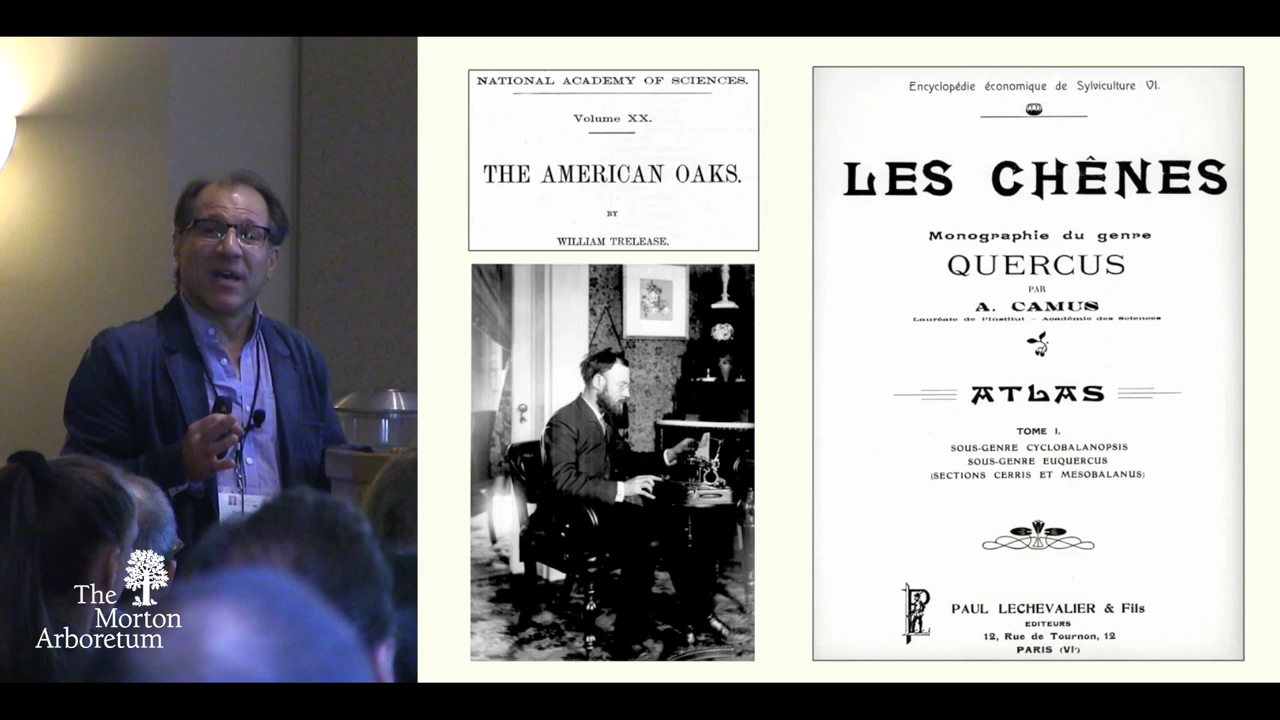 The
Morton
Arboretum
NATIONAL ACADEMY OF SCIENCES.
Volume XX.
THE AMERICAN OAKS.
BY
WILLIAM TRELEASE.
Encyclopédie économique de Sylviculture VI.
LES CHÊNES
Monographie du genre
QUERCUS
PAR
A. CAMUS
Lauréate de l'Institut - Académie des Sciences
ATLAS
TOME I.
SOUS-GENRE CYCLOBALANOPSIS
SOUS-GENRE EUQUERCUS
(SECTIONS CERRIS ET MESOBALANUS)
PAUL LECHEVALIER & Fils
EDITEURS
12, Rue de Tournon, 12
PARIS (VIᵉ)